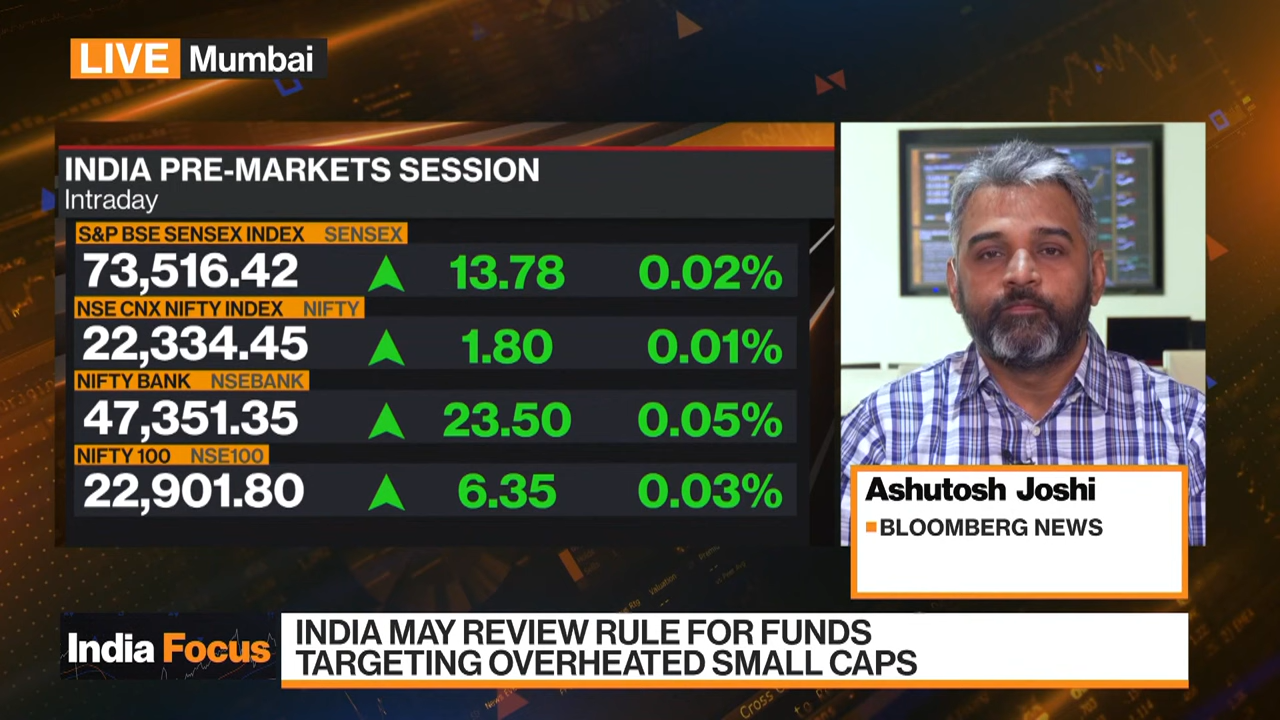 LIVE Mumbai
INDIA PRE-MARKETS SESSION
Intraday
S&P BSE SENSEX INDEX SENSEX
73,516.42 ▲ 13.78 0.02%
NSE CNX NIFTY INDEX NIFTY
22,334.45 ▲ 1.80 0.01%
NIFTY BANK NSEBANK
47,351.35 ▲ 23.50 0.05%
NIFTY 100 NSE100
22,901.80 ▲ 6.35 0.03%
Ashutosh Joshi
BLOOMBERG NEWS
India Focus
INDIA MAY REVIEW RULE FOR FUNDS
TARGETING OVERHEATED SMALL CAPS